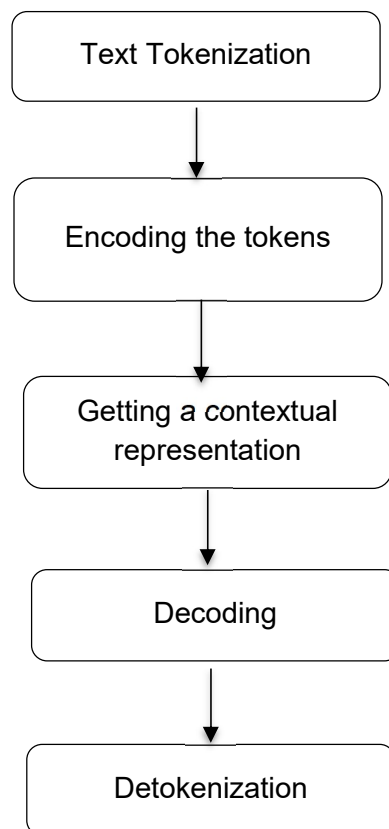 Text Tokenization
Encoding the tokens
Getting a contextual
representation
Decoding
Detokenization